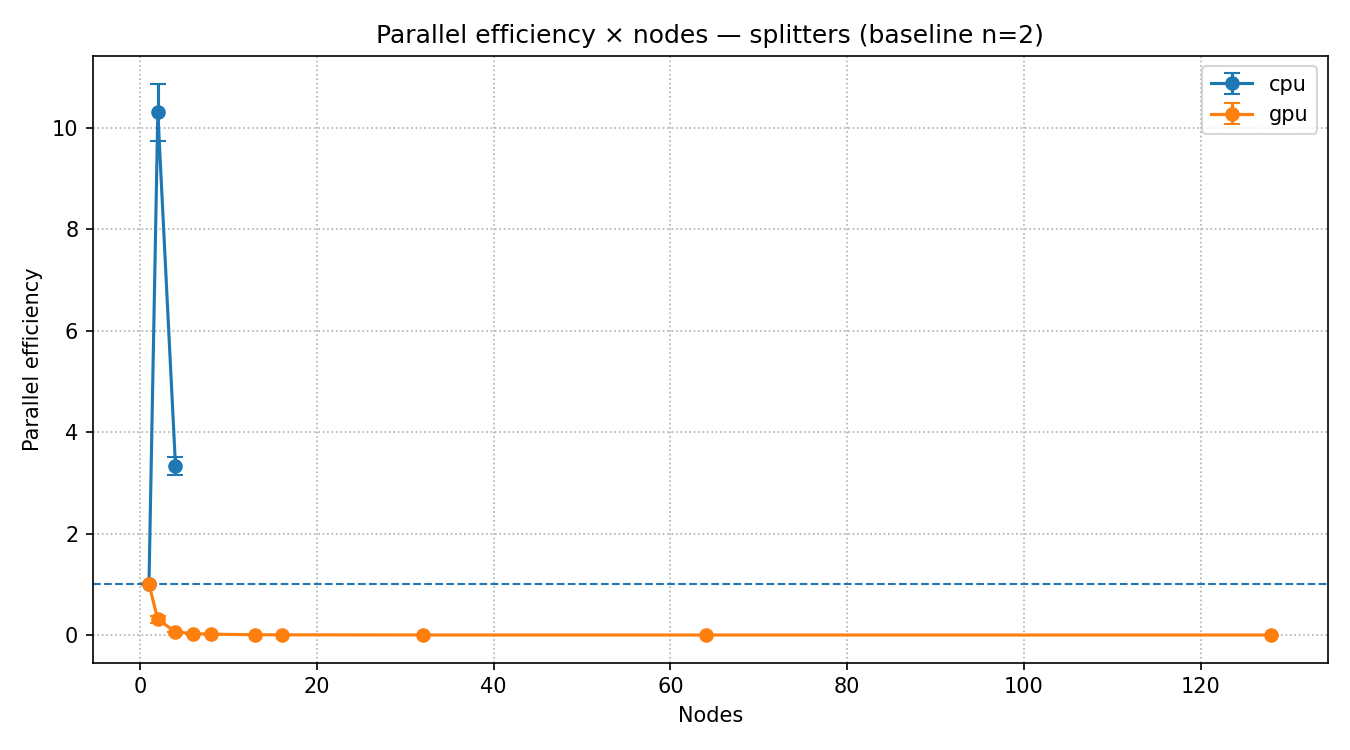 Parallel efficiency × nodes — splitters (baseline n=2)
cpu
gpu
Parallel efficiency
10
8
6
4
2
0
0 20 40 60 80 100 120
Nodes